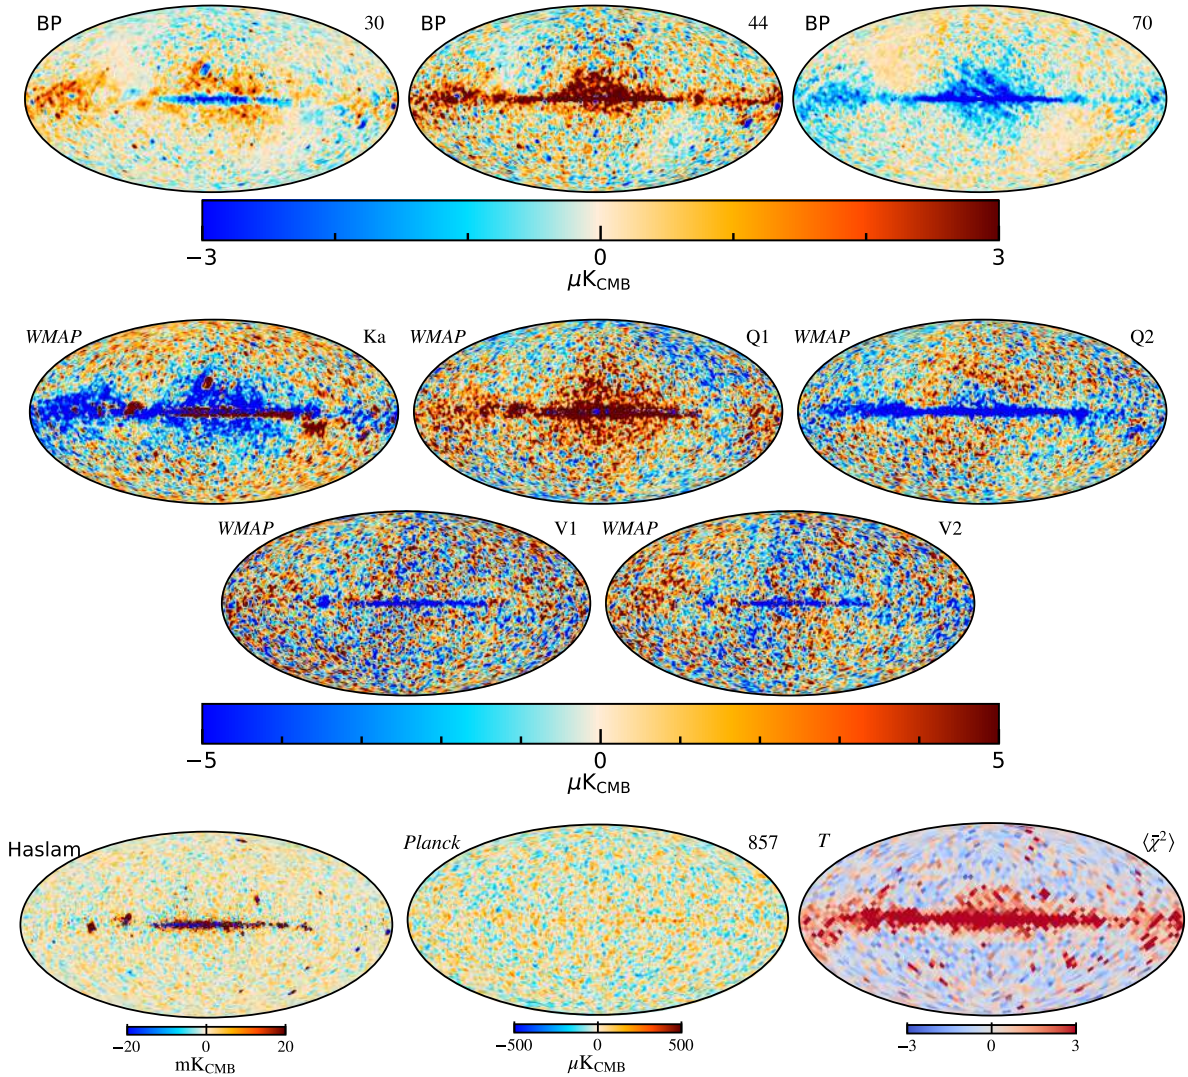 BP 30 BP 44 BP 70
−3 0 3
μK_CMB
WMAP Ka WMAP Q1 WMAP Q2
WMAP V1 WMAP V2
-5 0 5
μK_CMB
Haslam Planck 857 T ⟨χ̄²⟩
−20 0 20 −500 0 500 −3 0 3
mK_CMB μK_CMB